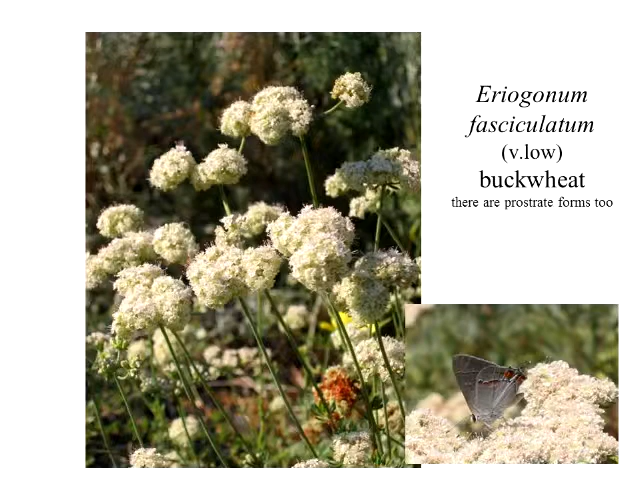 Eriogonum
fasciculatum
(v.low)
buckwheat
there are prostrate forms too